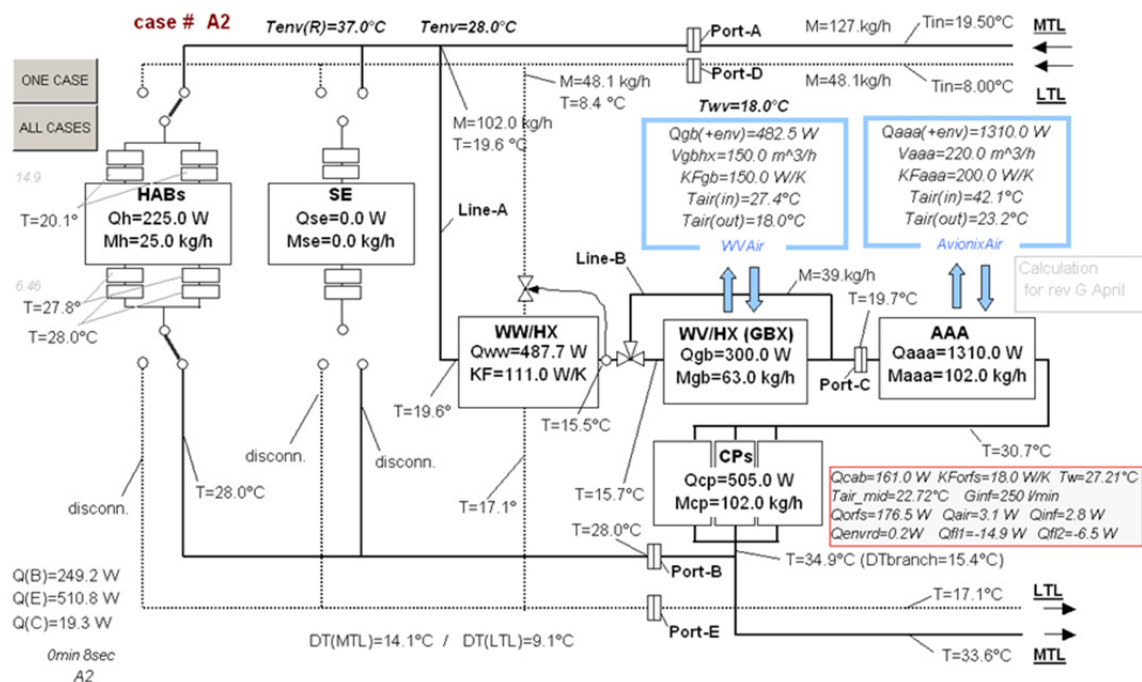 case # A2
Tenv(R)=37.0°C
Tenv=28.0°C
Port-A
M=127.kg/h
Tin=19.50°C
MTL
ONE CASE
ALL CASES
Port-D
M=48.1 kg/h
T=8.4 °C
M=48.1kg/h
Tin=8.00°C
LTL
M=102.0 kg/h
T=19.6 °C
Twv=18.0°C
Qgb(+env)=482.5 W
Vgbhx=150.0 m^3/h
KFgb=150.0 W/K
Tair(in)=27.4°C
Tair(out)=18.0°C
WVAir
Qaaa(+env)=1310.0 W
Vaaa=220.0 m^3/h
KFaaa=200.0 W/K
Tair(in)=42.1°C
Tair(out)=23.2°C
AvionixAir
14.9
T=20.1°
HABs
Qh=225.0 W
Mh=25.0 kg/h
SE
Qse=0.0 W
Mse=0.0 kg/h
Line-A
Line-B
M=39.kg/h
Calculation
for rev G April
6.46
T=27.8°
T=28.0°C
T=19.7°C
WW/HX
Qww=487.7 W
KF=111.0 W/K
WV/HX (GBX)
Qgb=300.0 W
Mgb=63.0 kg/h
AAA
Qaaa=1310.0 W
Maaa=102.0 kg/h
Port-C
T=19.6°
T=15.5°C
disconn.
disconn.
disconn.
T=28.0°C
T=17.1°
T=15.7°C
CPs
Qcp=505.0 W
Mcp=102.0 kg/h
T=30.7°C
Qcab=161.0 W KForfs=18.0 W/K Tw=27.21°C
Tair_mid=22.72°C Ginf=250 l/min
Qorfs=176.5 W Qair=3.1 W Qinf=2.8 W
Qenvrd=0.2W Qfl1=-14.9 W Qfl2=-6.5 W
T=28.0°C
Port-B
T=34.9°C (DTbranch=15.4°C)
Q(B)=249.2 W
Q(E)=510.8 W
Q(C)=19.3 W
Port-E
T=17.1°C
LTL
DT(MTL)=14.1°C / DT(LTL)=9.1°C
T=33.6°C
MTL
0min 8sec
A2